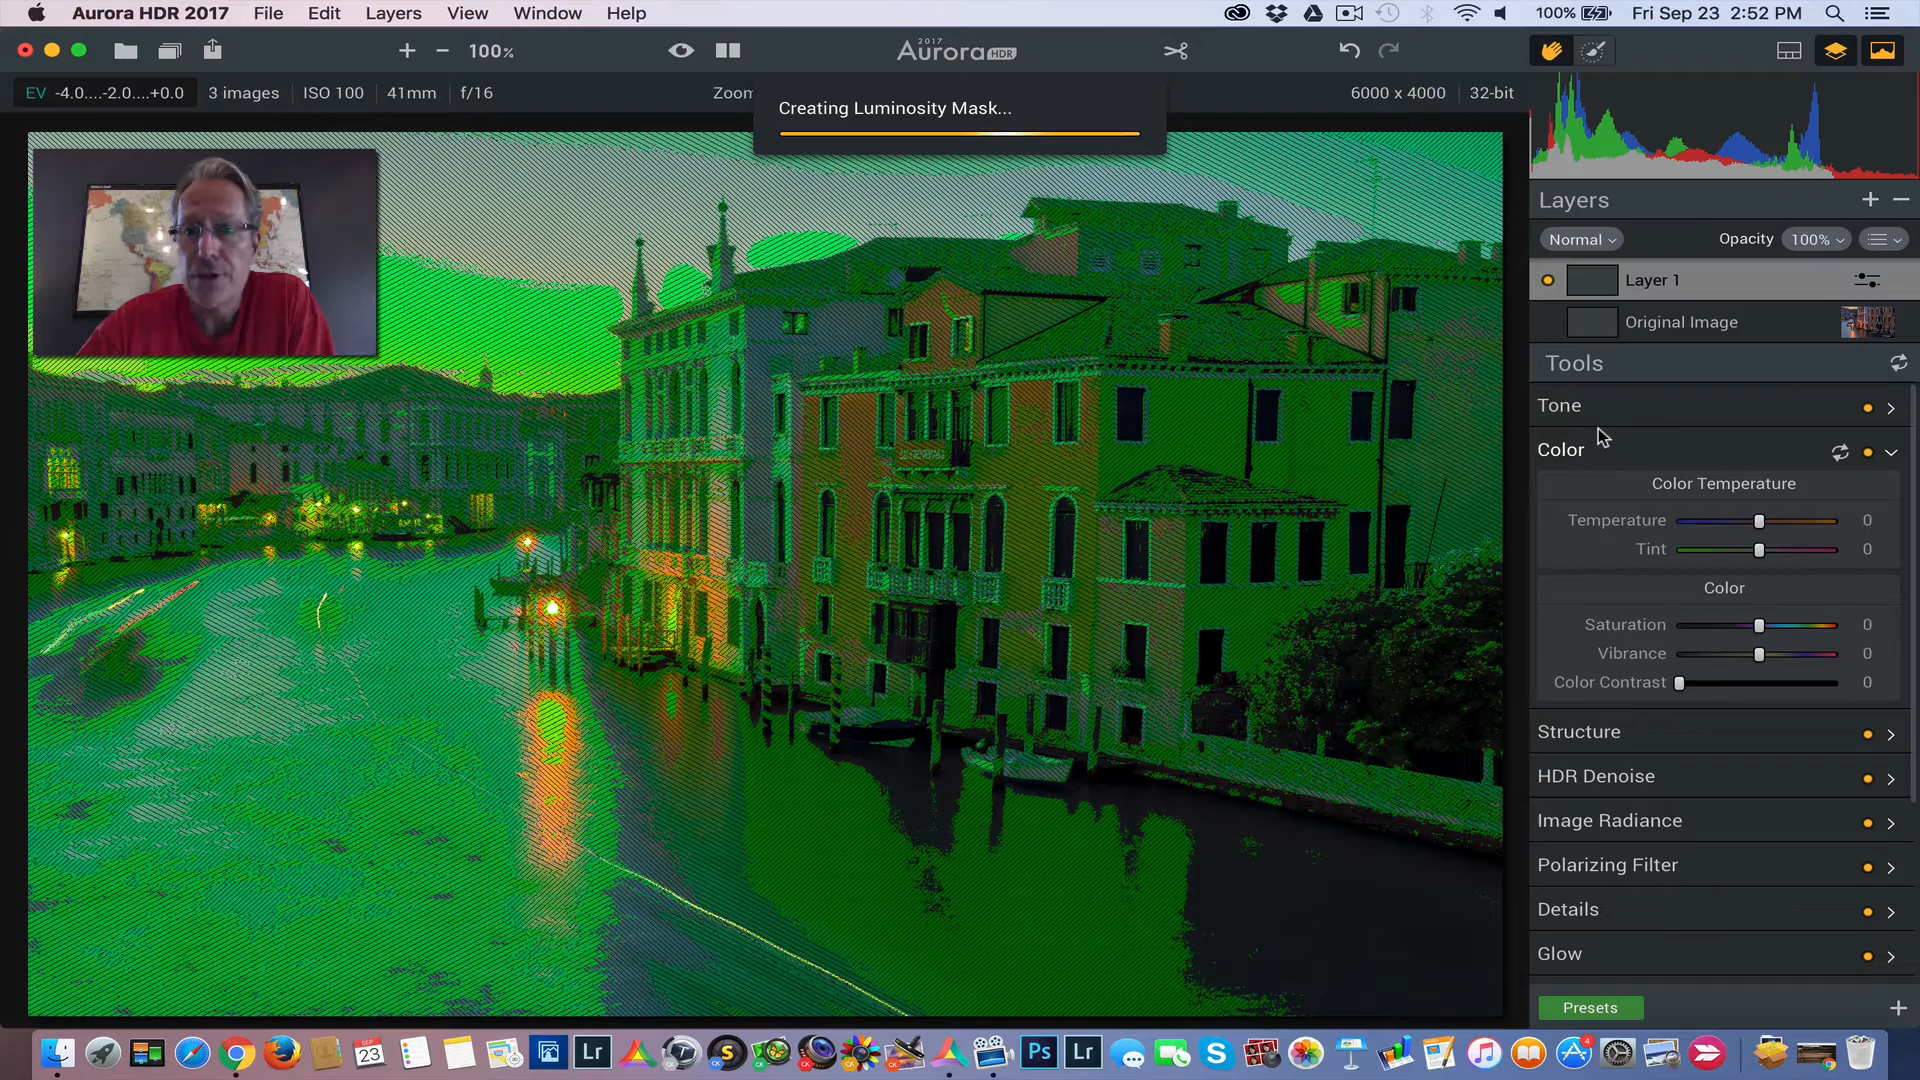 Aurora HDR 2017 File Edit Layers View Window Help 100% Fri Sep 23 2:52 PM
100% 2017 Aurora HDR
EV -4.0....-2.0....+0.0 3 images ISO 100 41mm f/16 Zoom 6000 x 4000 32-bit
Creating Luminosity Mask...
Layers
Normal Opacity 100%
Layer 1
Original Image
Tools
Tone
Color
Color Temperature
Temperature 0
Tint 0
Color
Saturation 0
Vibrance 0
Color Contrast 0
Structure
HDR Denoise
Image Radiance
Polarizing Filter
Details
Glow
Presets
SEP 23 Lr T S Ps Lr S 4